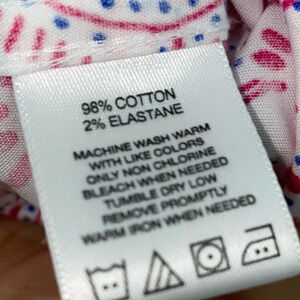 98% COTTON
2% ELASTANE
MACHINE WASH WARM
WITH LIKE COLORS
ONLY NON CHLORINE
BLEACH WHEN NEEDED
TUMBLE DRY LOW
REMOVE PROMPTLY
WARM IRON WHEN NEEDED